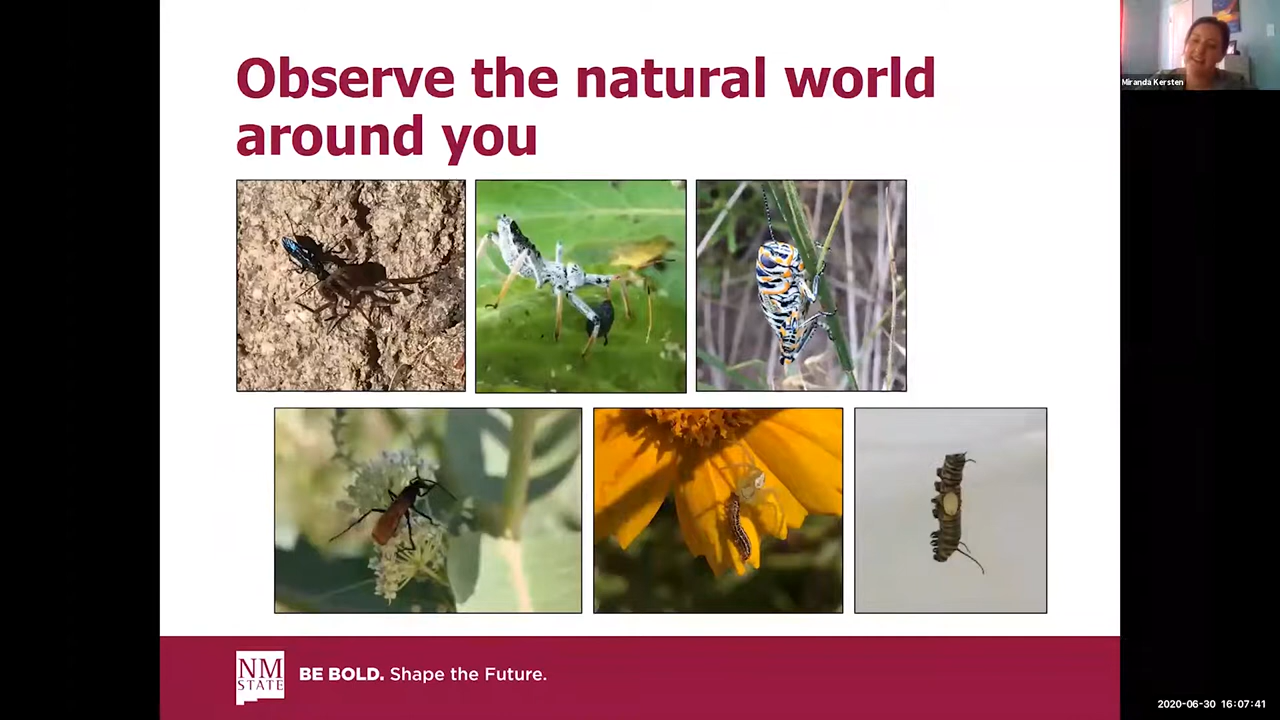 Observe the natural world
around you
Miranda Kersten
NM
STATE
BE BOLD. Shape the Future.
2020-06-30 16:07:41